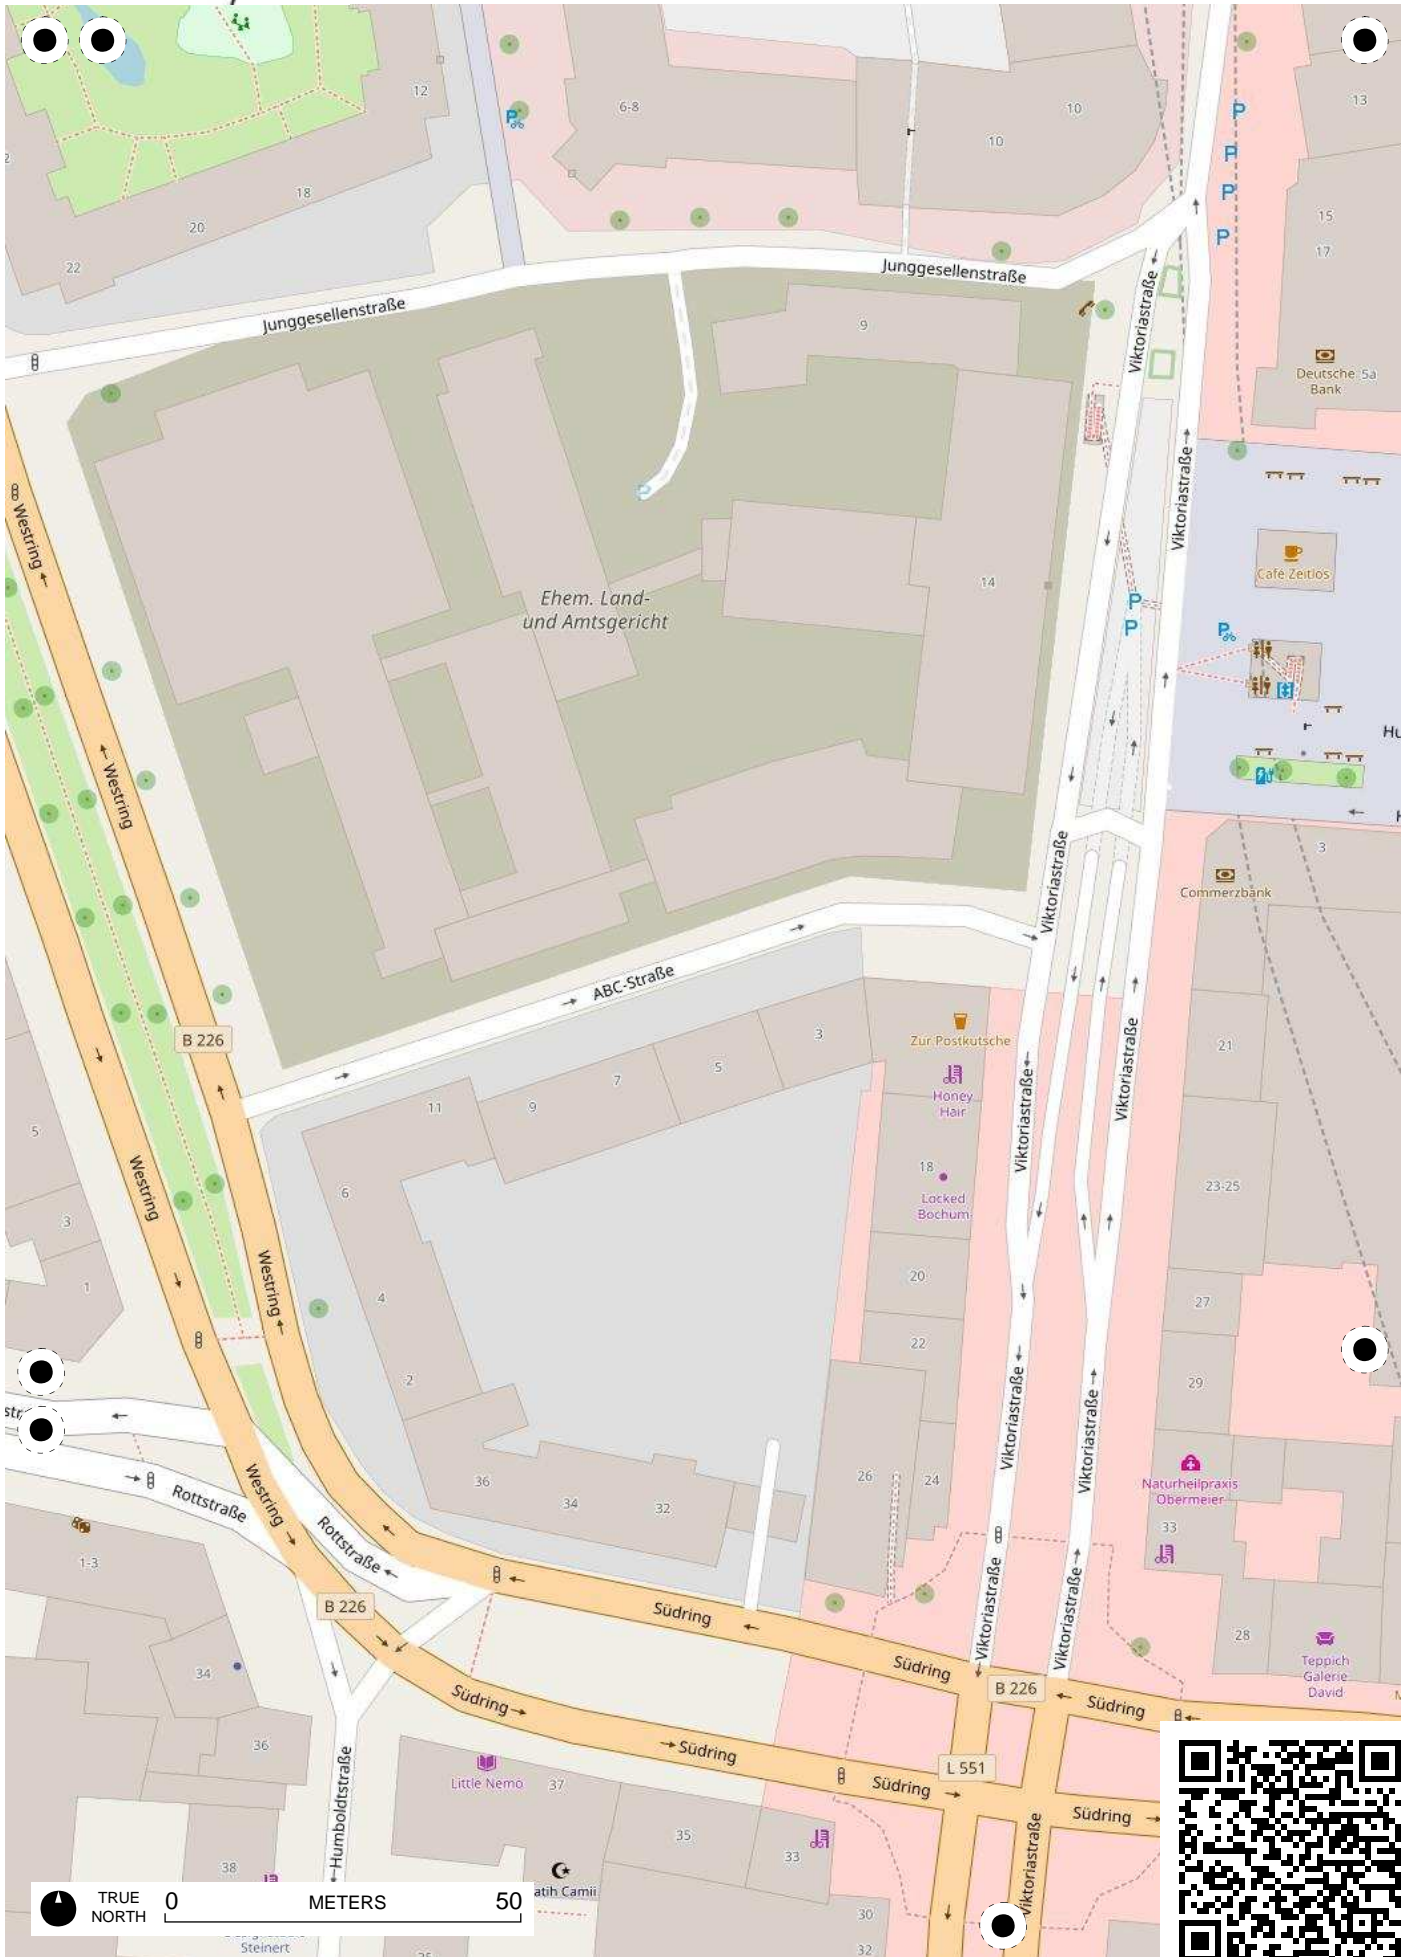 12
6-8
10
10
13
18
20
22
15
17
Junggesellenstraße
Junggesellenstraße
9
Viktoriastraße
Deutsche
Bank
5a
Westring
Viktoriastraße
Café Zeitlos
14
Ehem. Land-
und Amtsgericht
Westring
Viktoriastraße
3
Commerzbank
ABC-Straße
B 226
Zur Postkutsche
21
3
5
7
9
11
Honey
Hair
Viktoriastraße
Viktoriastraße
5
18
Locked
Bochum
23-25
Westring
6
3
1
Westring
4
20
27
22
2
29
Viktoriastraße
Viktoriastraße
26
24
36
34
32
Naturheilpraxis
Obermeier
33
Westring
Rottstraße
Rottstraße
1-3
B 226
Südring
Viktoriastraße
Viktoriastraße
28
Teppich
Galerie
David
34
Südring
B 226
Südring
Südring
Südring
36
L 551
Little Nemo
37
Südring
Südring
Humboldtstraße
35
33
Viktoriastraße
38
atih Camii
30
32
TRUE
NORTH
0 METERS 50
Steinert